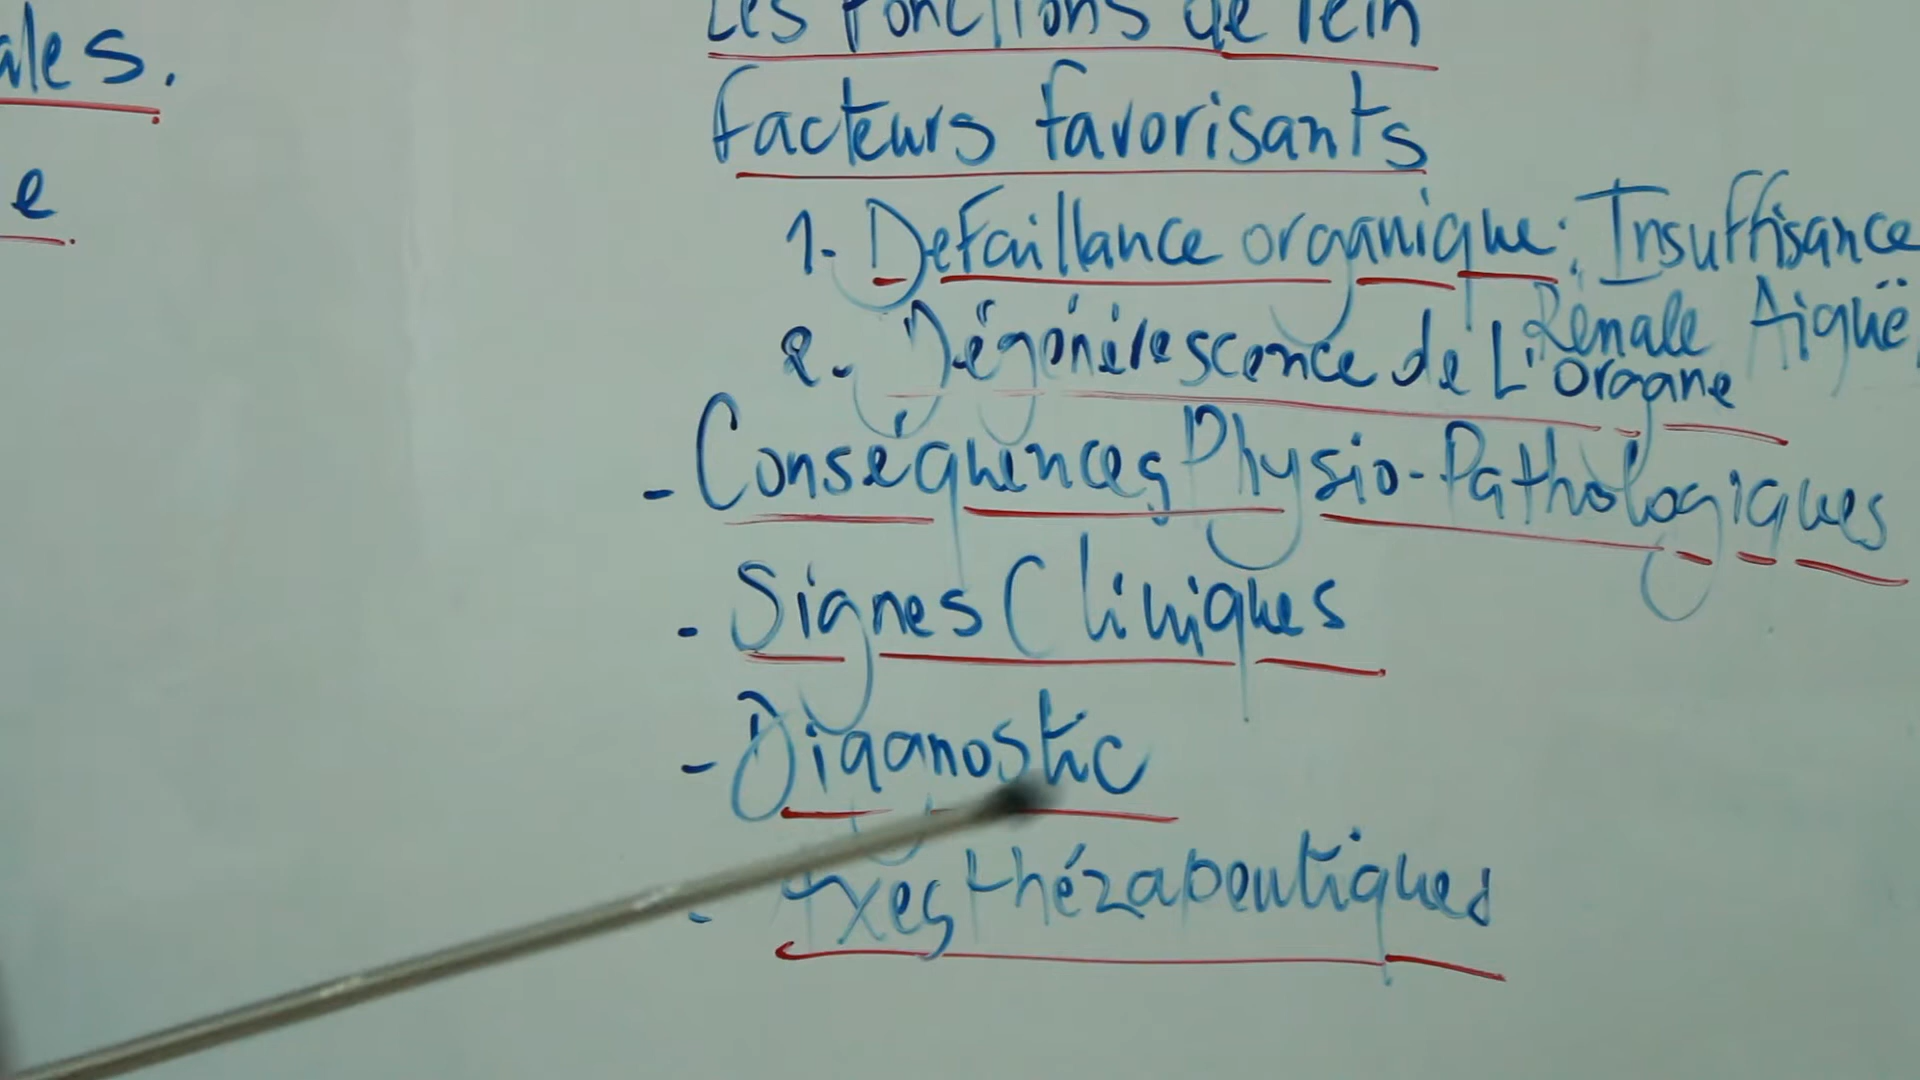 ales.
e
Les fonctions de rein
facteurs favorisants
1. Defaillance organique: Insuffisance
Rénale Aiguë
2. Dégénérescence de L'organe
- Conséquences Physio-Pathologiques
- Signes Cliniques
- Diagnostic
- Axes thérapeutiques